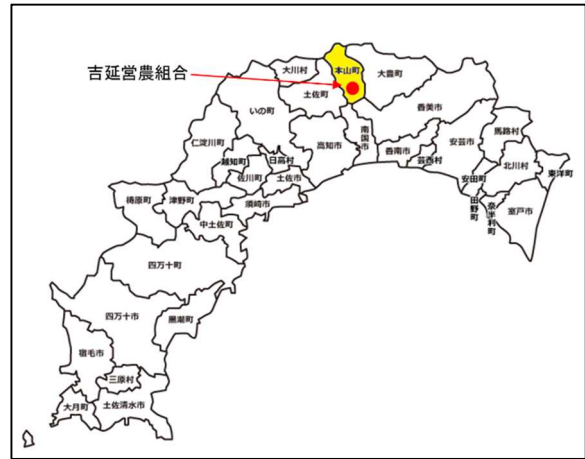 吉延営農組合
本山町
大川村
大豊町
土佐町
いの町
香美市
仁淀川町
高知市
南国市
馬路村
安芸市
越知町
日高村
香南市
芸西村
北川村
佐川町
土佐市
安田町
東洋町
梼原町
津野町
須崎市
田野町
奈半利町
室戸市
中土佐町
四万十町
四万十市
黒潮町
宿毛市
三原村
大月町
土佐清水市